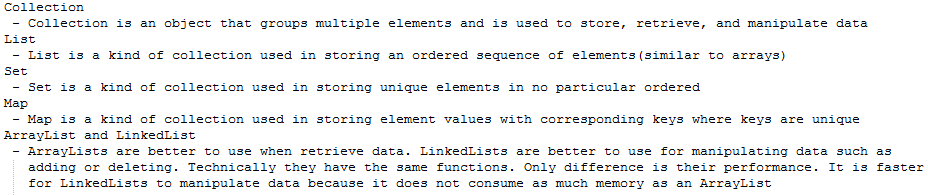 Collection
- Collection is an object that groups multiple elements and is used to store, retrieve, and manipulate data
List
- List is a kind of collection used in storing an ordered sequence of elements(similar to arrays)
Set
- Set is a kind of collection used in storing unique elements in no particular ordered
Map
- Map is a kind of collection used in storing element values with corresponding keys where keys are unique
ArrayList and LinkedList
- ArrayLists are better to use when retrieve data. LinkedLists are better to use for manipulating data such as
adding or deleting. Technically they have the same functions. Only difference is their performance. It is faster
for LinkedLists to manipulate data because it does not consume as much memory as an ArrayList